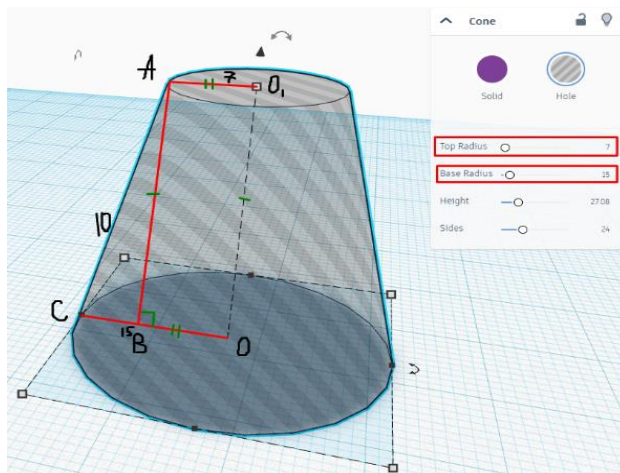 Cone
Solid Hole
Top Radius 7
Base Radius 15
Height 27.08
Sides 24
A 7 O1
10
C 15 B O